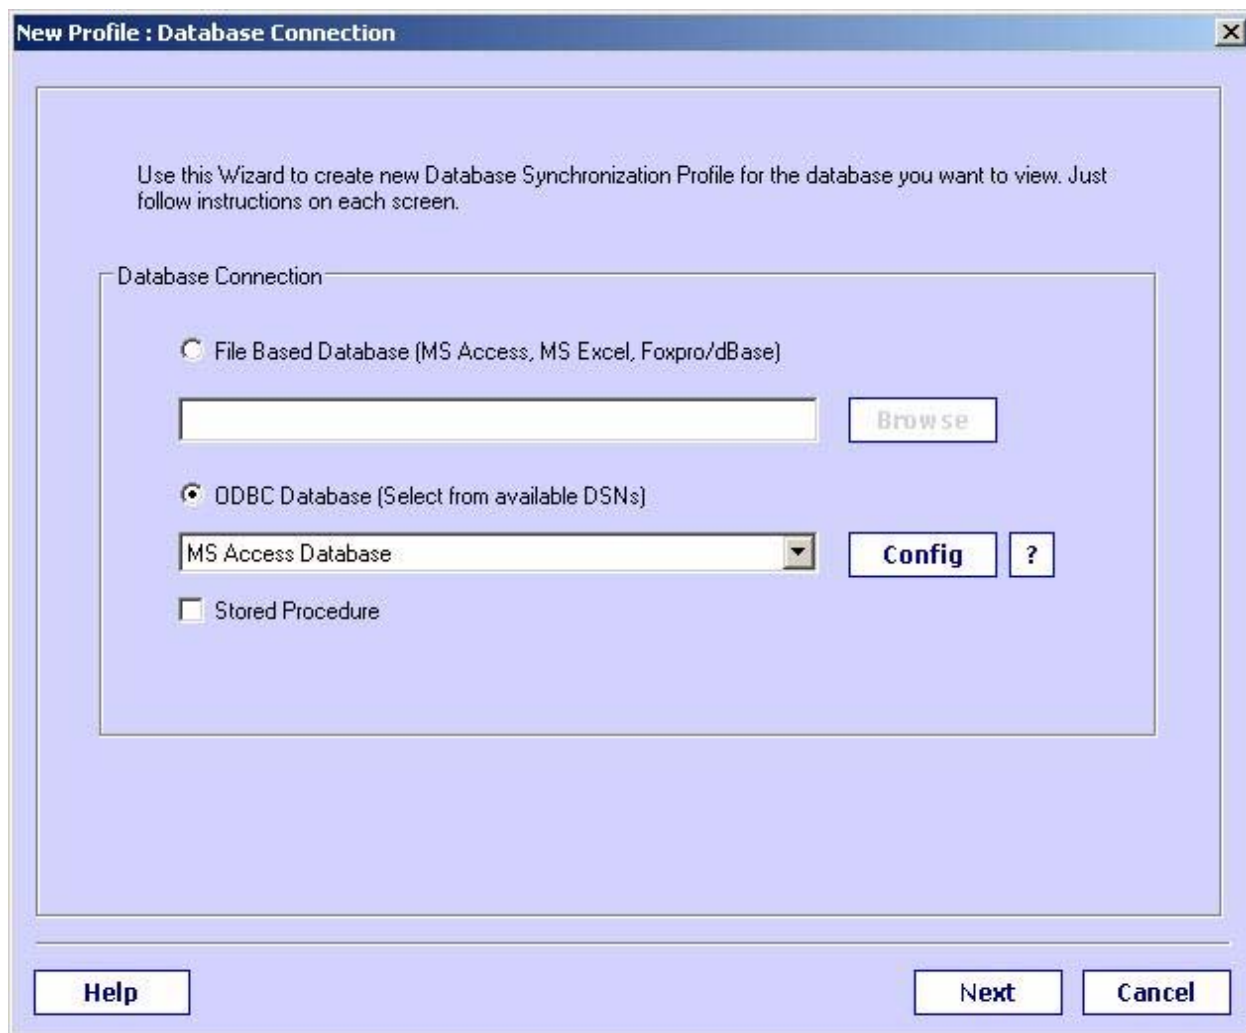 New Profile : Database Connection
Use this Wizard to create new Database Synchronization Profile for the database you want to view. Just
follow instructions on each screen.
Database Connection
File Based Database (MS Access, MS Excel, Foxpro/dBase)
Browse
ODBC Database (Select from available DSNs)
MS Access Database
Config
?
Stored Procedure
Help
Next
Cancel